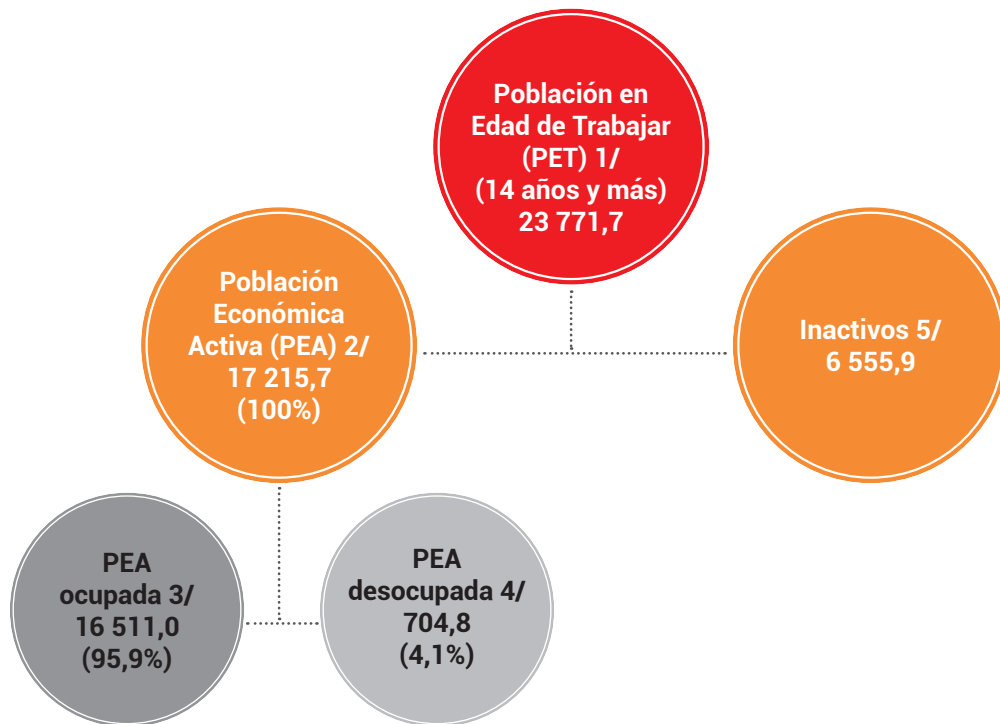 Población en
Edad de Trabajar
(PET) 1/
(14 años y más)
23 771,7
Población
Económica
Activa (PEA) 2/
17 215,7
(100%)
Inactivos 5/
6 555,9
PEA
ocupada 3/
16 511,0
(95,9%)
PEA
desocupada 4/
704,8
(4,1%)